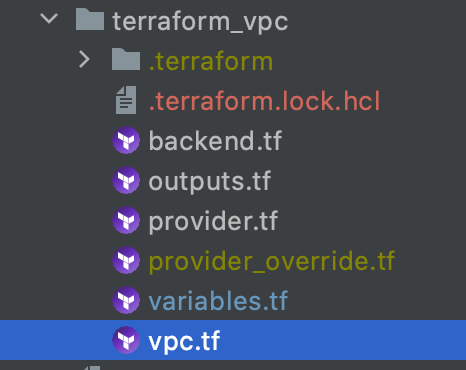 terraform_vpc
.terraform
.terraform.lock.hcl
backend.tf
outputs.tf
provider.tf
provider_override.tf
variables.tf
vpc.tf